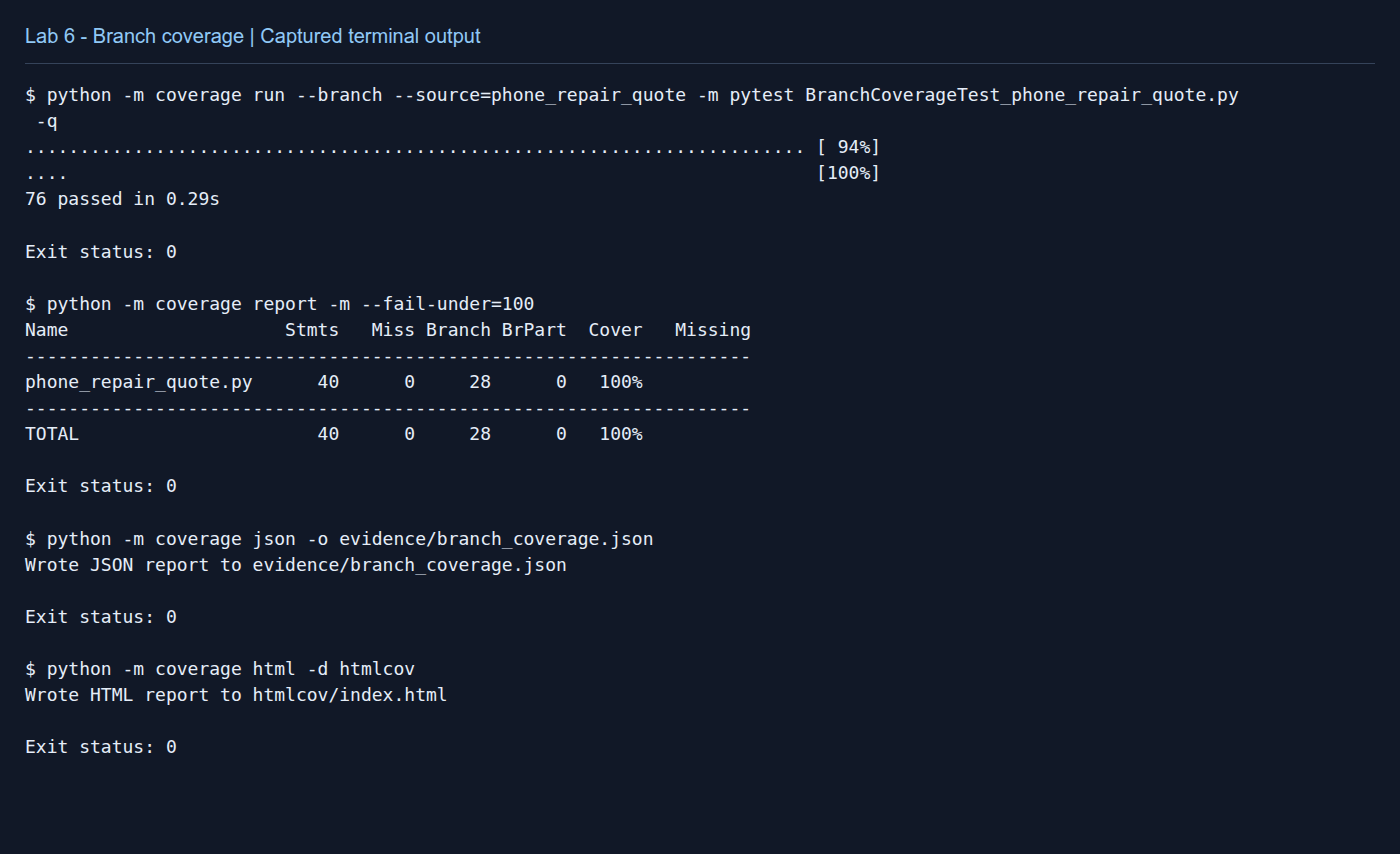 Lab 6 - Branch coverage | Captured terminal output
$ python -m coverage run --branch --source=phone_repair_quote -m pytest BranchCoverageTest_phone_repair_quote.py
 -q
........................................................................ [ 94%]
....                                                                     [100%]
76 passed in 0.29s
Exit status: 0
$ python -m coverage report -m --fail-under=100
Name                    Stmts   Miss Branch BrPart  Cover   Missing
-------------------------------------------------------------------
phone_repair_quote.py      40      0     28      0   100%
-------------------------------------------------------------------
TOTAL                      40      0     28      0   100%
Exit status: 0
$ python -m coverage json -o evidence/branch_coverage.json
Wrote JSON report to evidence/branch_coverage.json
Exit status: 0
$ python -m coverage html -d htmlcov
Wrote HTML report to htmlcov/index.html
Exit status: 0